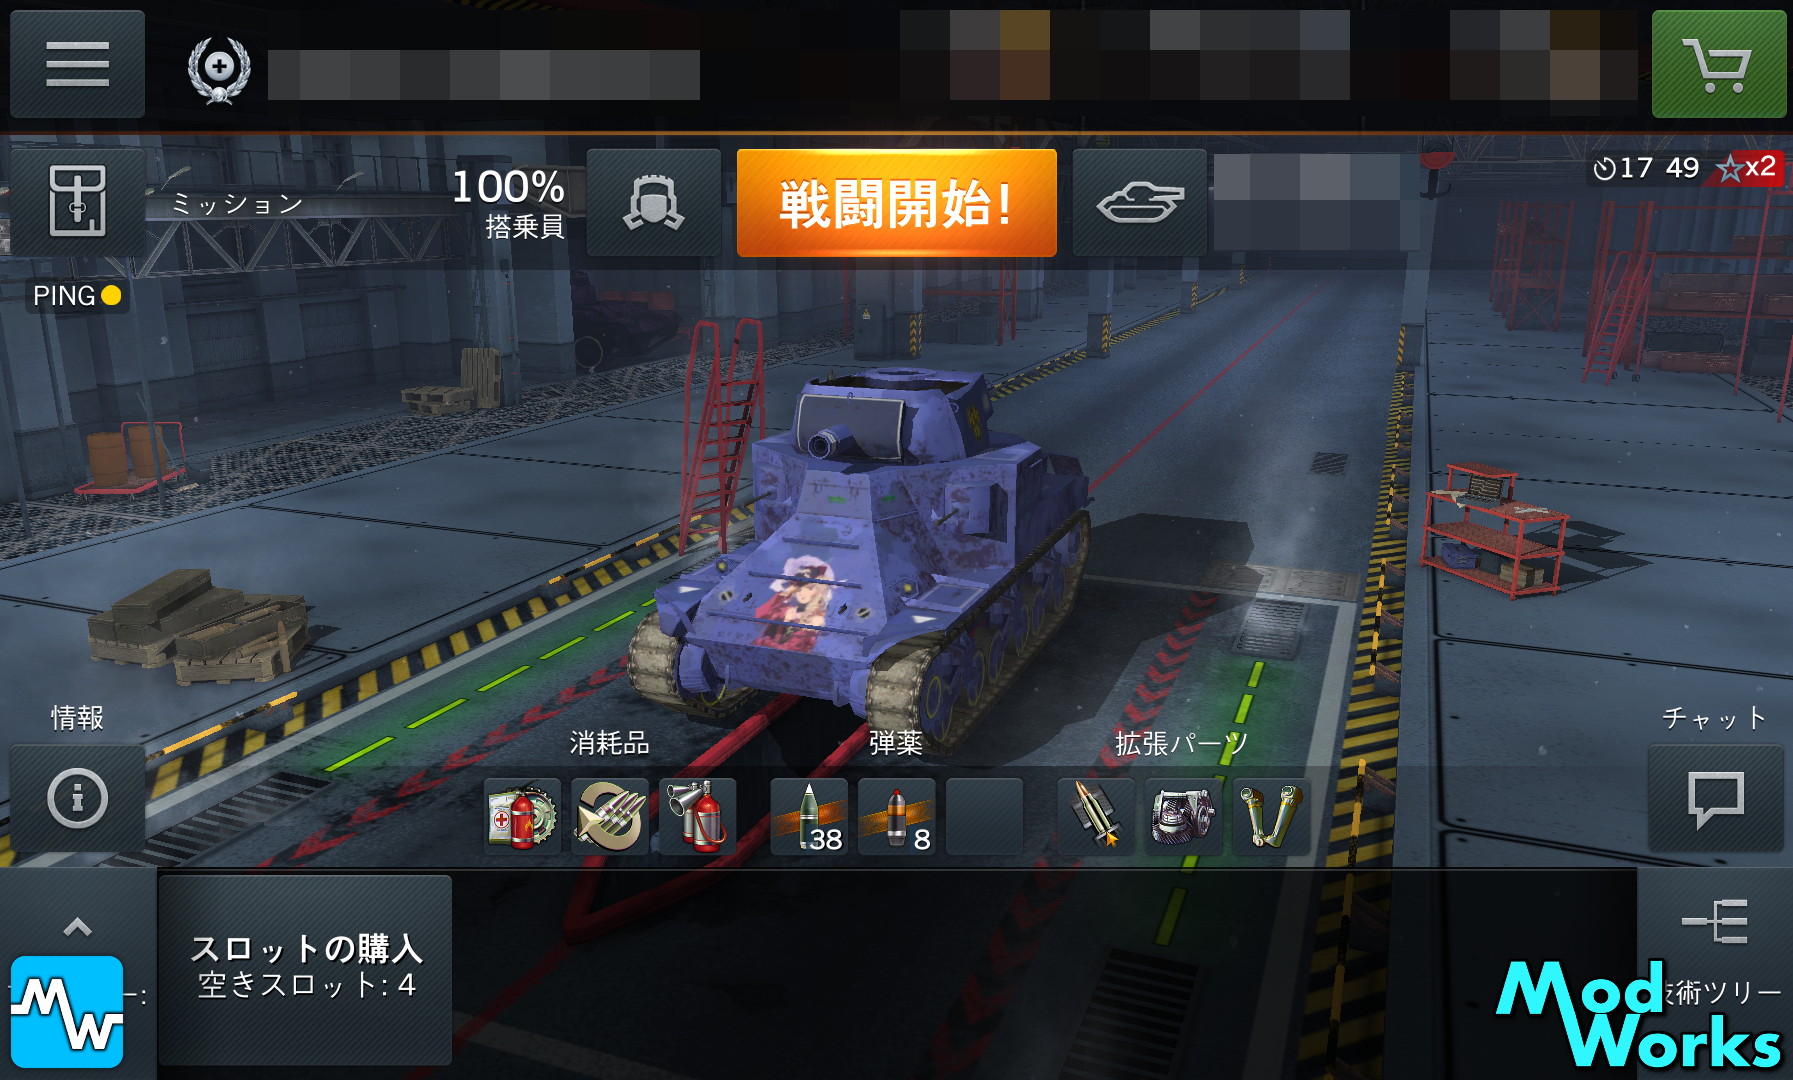 ミッション
100%
搭乗員
戦闘開始!
17 49
x2
PING
情報
チャット
消耗品
弾薬
拡張パーツ
38
8
スロットの購入
空きスロット: 4
技術ツリー
MW
Mod
Works